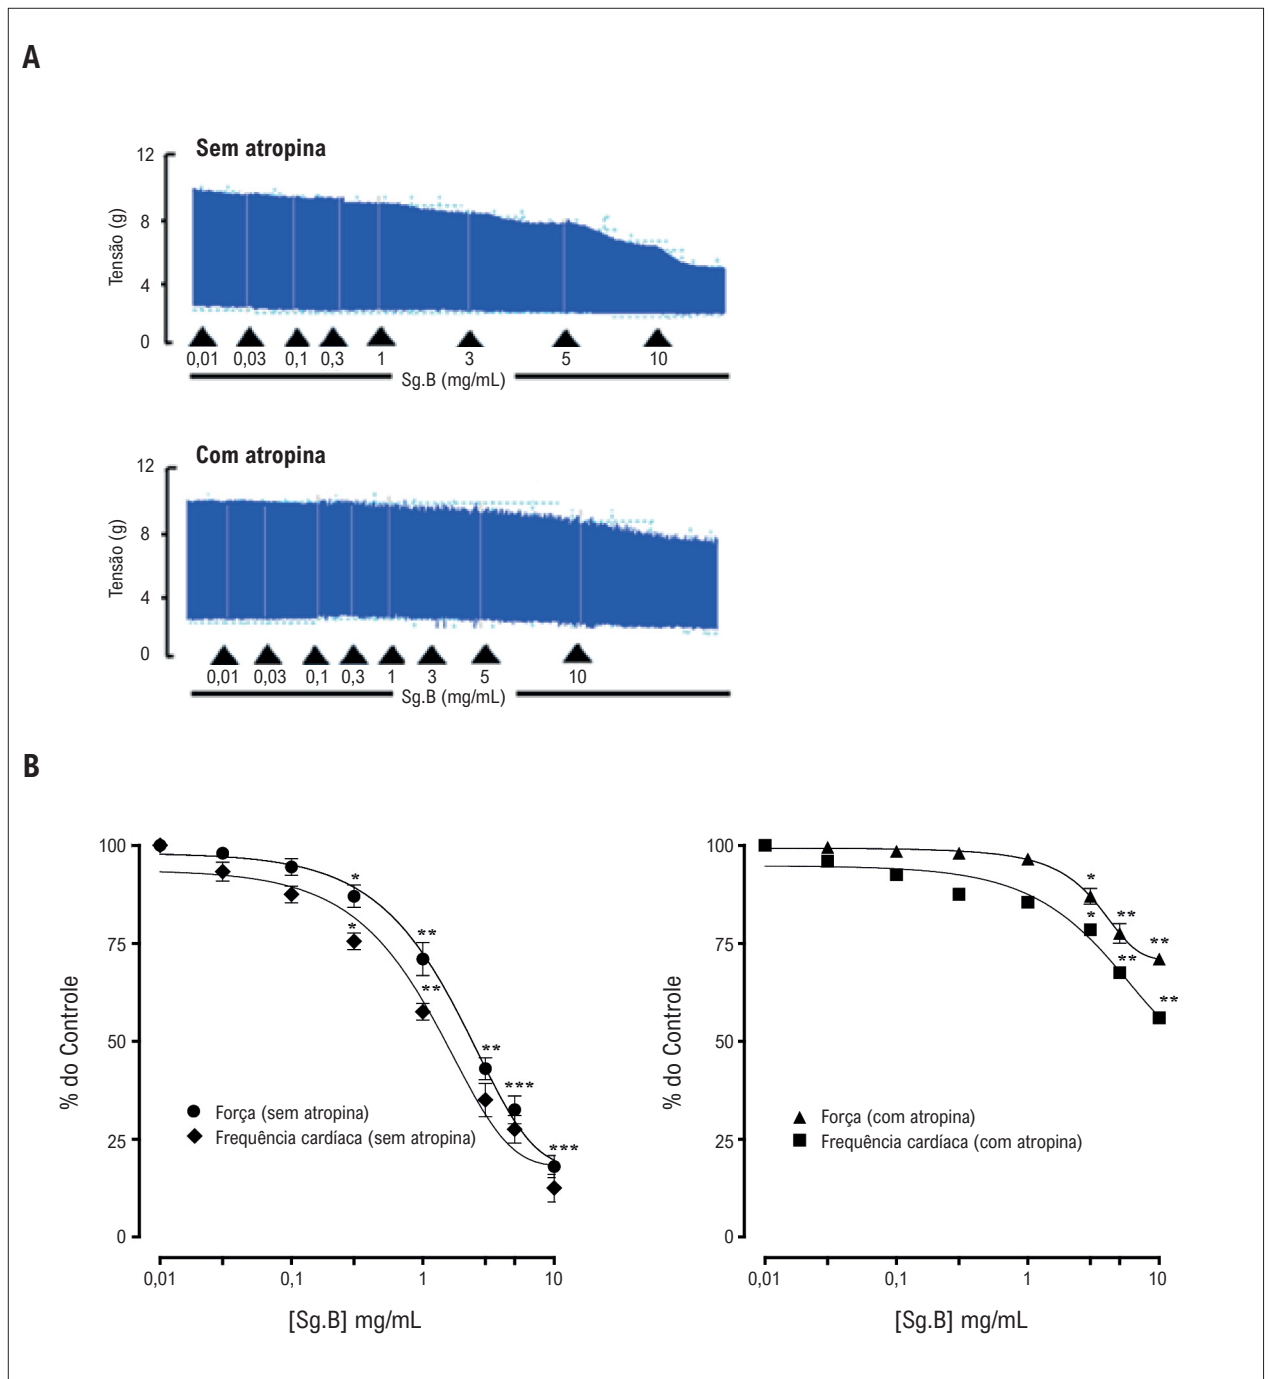 A
Sem atropina
12
8
4
0
Tensão (g)
0,01 0,03 0,1 0,3 1 3 5 10
Sg.B (mg/mL)
Com atropina
12
8
4
0
Tensão (g)
0,01 0,03 0,1 0,3 1 3 5 10
Sg.B (mg/mL)
B
100
75
50
25
0
% do Controle
*
*
**
**
**
***
***
Força (sem atropina)
Frequência cardíaca (sem atropina)
0,01 0,1 1 10
[Sg.B] mg/mL
100
75
50
25
0
% do Controle
*
*
**
**
**
**
Força (com atropina)
Frequência cardíaca (com atropina)
0,01 0,1 1 10
[Sg.B] mg/mL